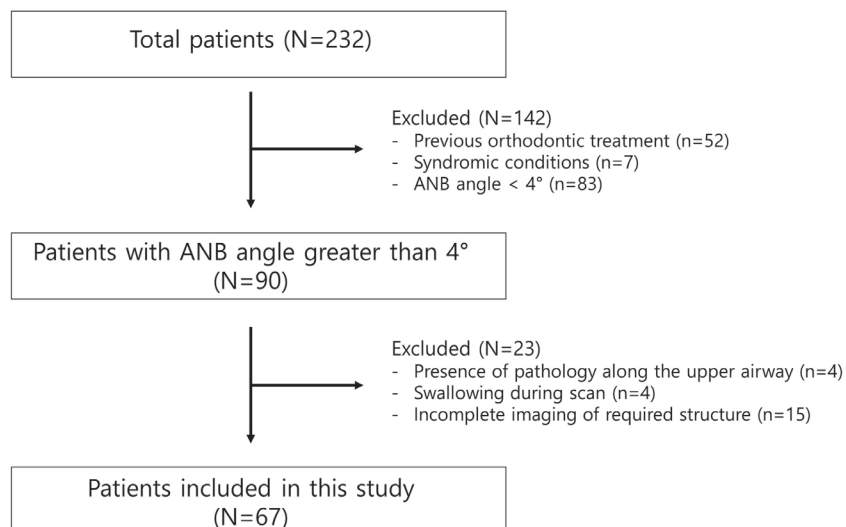 Total patients (N=232)
Excluded (N=142)
- Previous orthodontic treatment (n=52)
- Syndromic conditions (n=7)
- ANB angle < 4° (n=83)
Patients with ANB angle greater than 4°
(N=90)
Excluded (N=23)
- Presence of pathology along the upper airway (n=4)
- Swallowing during scan (n=4)
- Incomplete imaging of required structure (n=15)
Patients included in this study
(N=67)